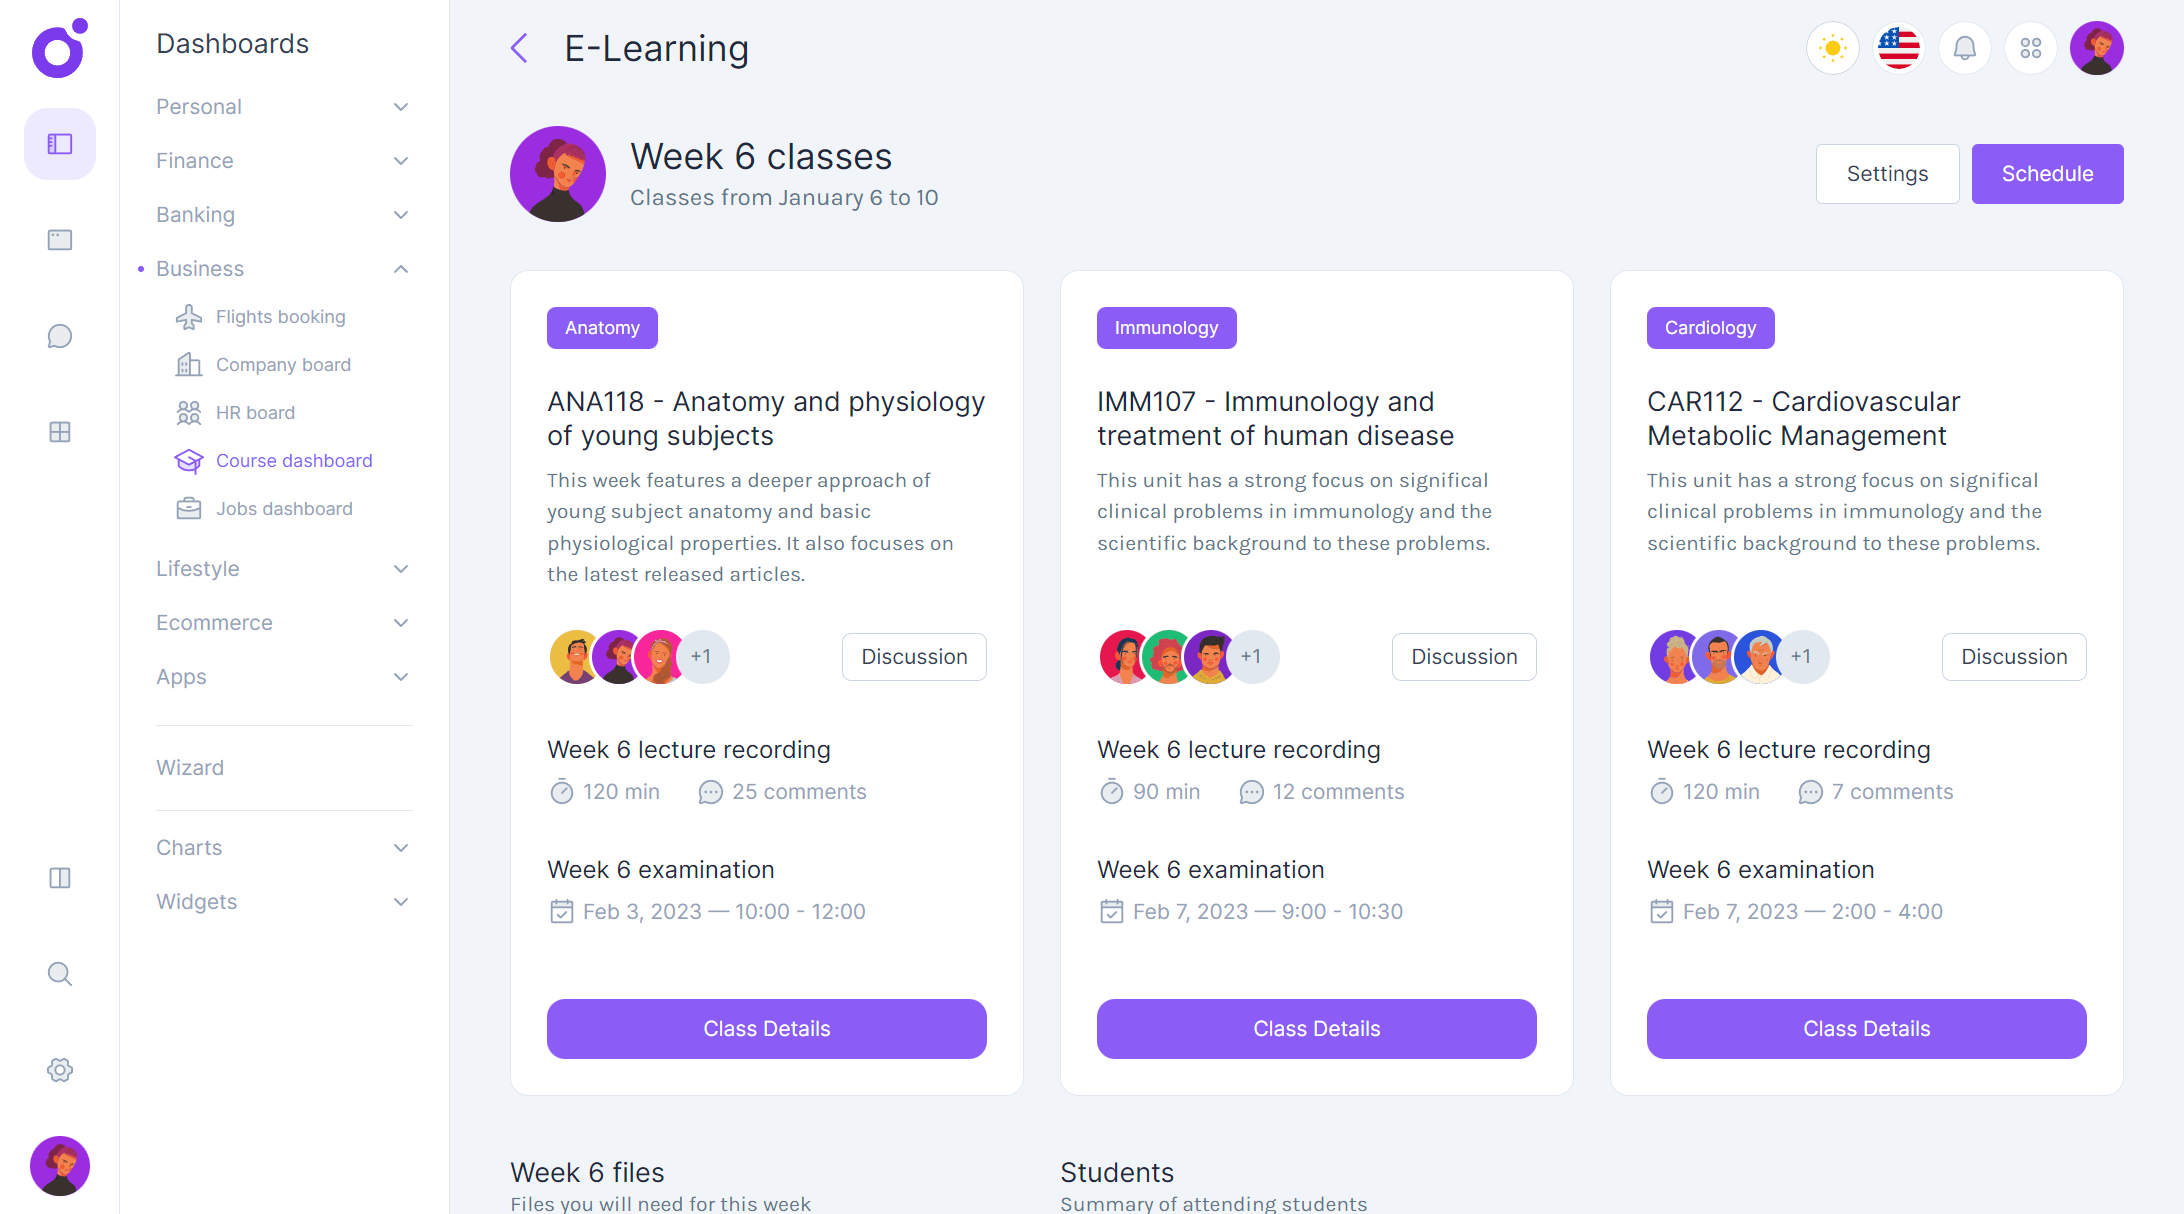 Dashboards
Personal
Finance
Banking
Business
Flights booking
Company board
HR board
Course dashboard
Jobs dashboard
Lifestyle
Ecommerce
Apps
Wizard
Charts
Widgets
E-Learning
Week 6 classes
Classes from January 6 to 10
Settings
Schedule
Anatomy
ANA118 - Anatomy and physiology
of young subjects
This week features a deeper approach of
young subject anatomy and basic
physiological properties. It also focuses on
the latest released articles.
+1
Discussion
Week 6 lecture recording
120 min
25 comments
Week 6 examination
Feb 3, 2023 — 10:00 - 12:00
Class Details
Immunology
IMM107 - Immunology and
treatment of human disease
This unit has a strong focus on significal
clinical problems in immunology and the
scientific background to these problems.
+1
Discussion
Week 6 lecture recording
90 min
12 comments
Week 6 examination
Feb 7, 2023 — 9:00 - 10:30
Class Details
Cardiology
CAR112 - Cardiovascular
Metabolic Management
This unit has a strong focus on significal
clinical problems in immunology and the
scientific background to these problems.
+1
Discussion
Week 6 lecture recording
120 min
7 comments
Week 6 examination
Feb 7, 2023 — 2:00 - 4:00
Class Details
Week 6 files
Files you will need for this week
Students
Summary of attending students